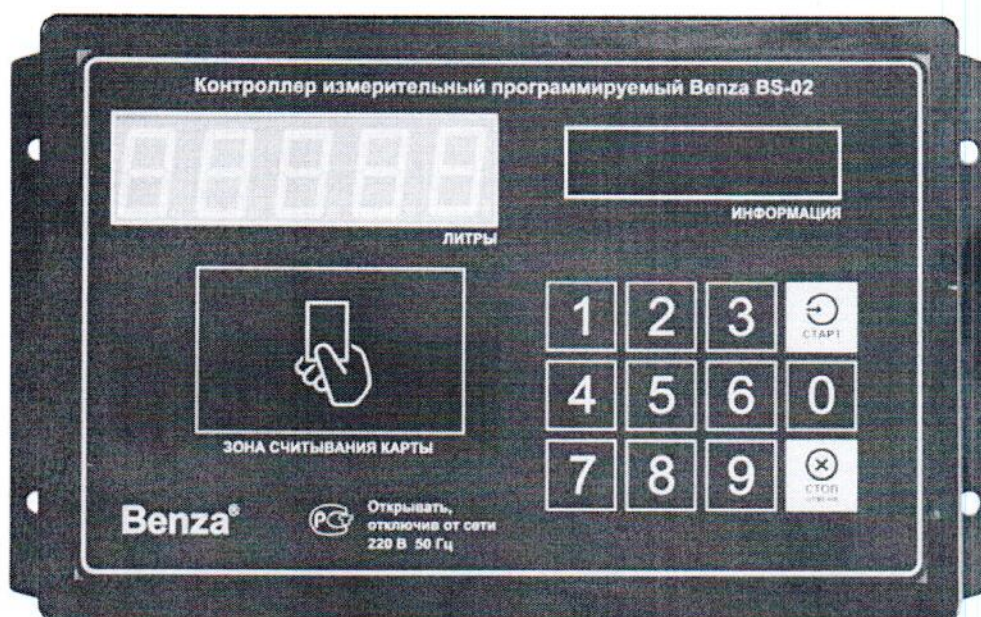 Контроллер измерительный программируемый Benza BS-02
ЛИТРЫ
ИНФОРМАЦИЯ
ЗОНА СЧИТЫВАНИЯ КАРТЫ
1 2 3 СТАРТ
4 5 6 0
7 8 9 СТОП
Benza®
РСТ
Открывать,
отключив от сети
220 В 50 Гц